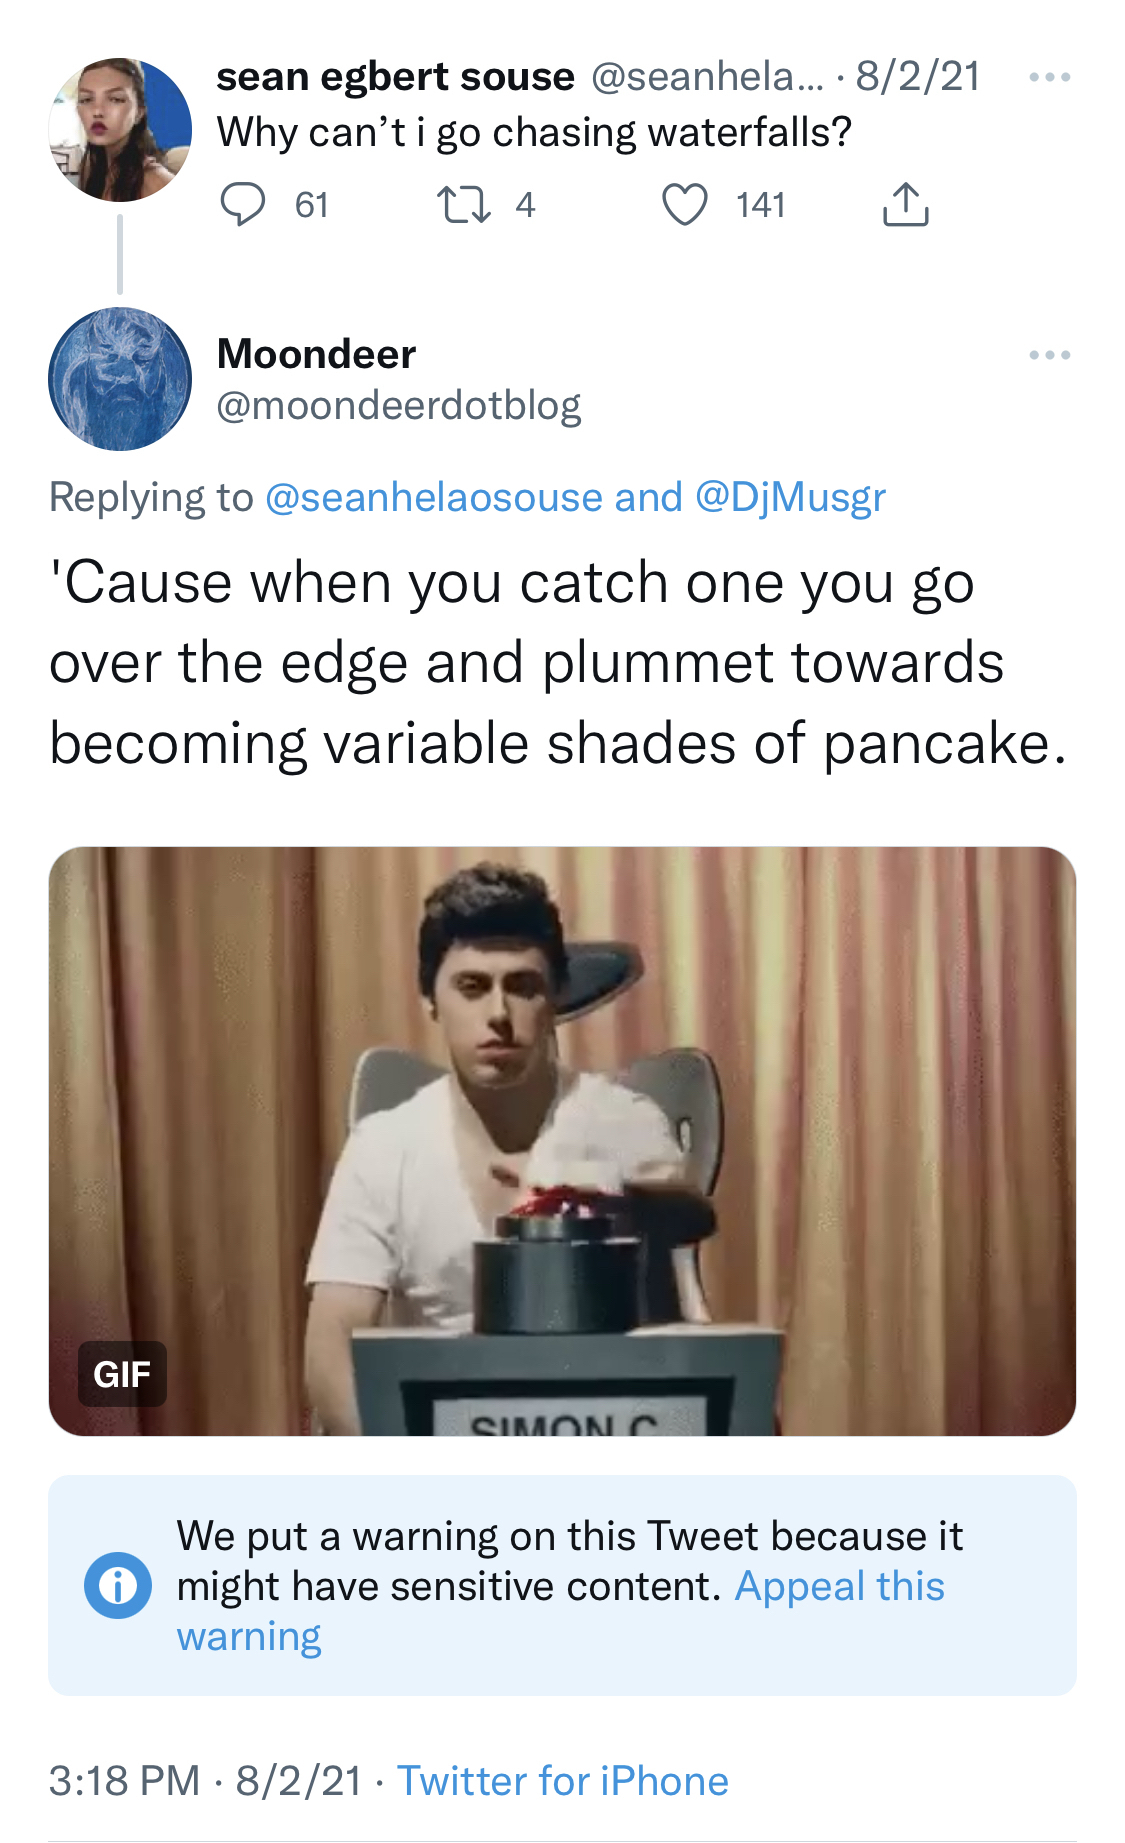 sean egbert souse @seanhela... · 8/2/21
Why can’t i go chasing waterfalls?
61 4 141
Moondeer
@moondeerdotblog
Replying to @seanhelaosouse and @DjMusgr
'Cause when you catch one you go
over the edge and plummet towards
becoming variable shades of pancake.
SIMON C
GIF
We put a warning on this Tweet because it
might have sensitive content. Appeal this
warning
3:18 PM · 8/2/21 · Twitter for iPhone